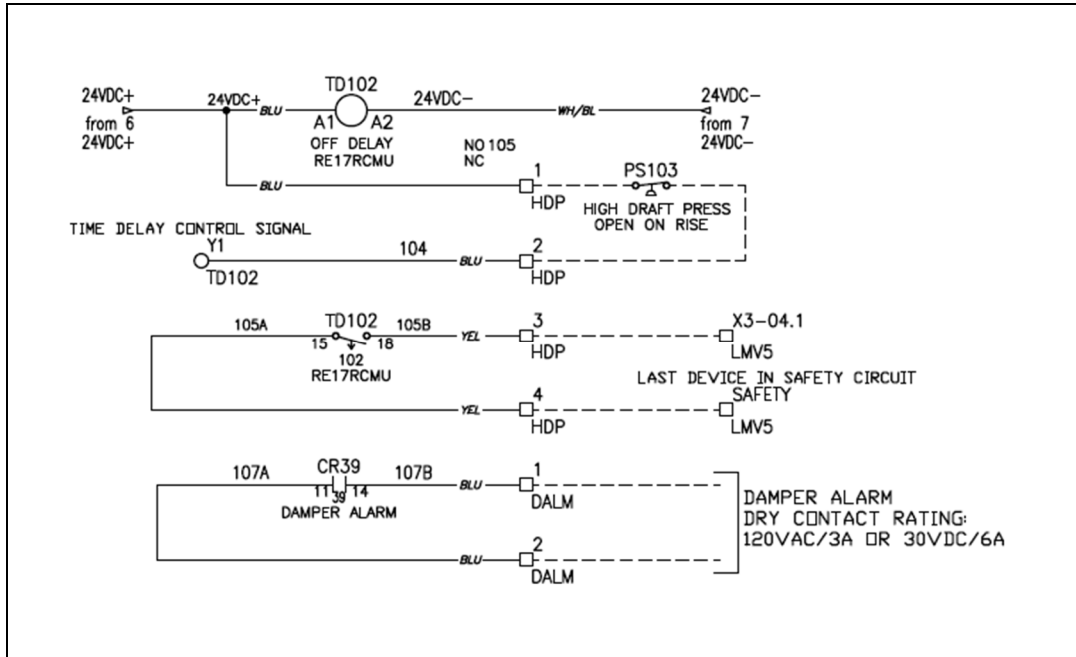 TD102
24VDC+
24VDC+
BLU
24VDC-
WH/BL
24VDC-
from 6
24VDC+
A1
A2
from 7
24VDC-
OFF DELAY
RE17RCMU
NO 105
NC
BLU
1
HDP
PS103
HIGH DRAFT PRESS
OPEN ON RISE
TIME DELAY CONTROL SIGNAL
Y1
TD102
104
BLU
2
HDP
105A
TD102
105B
15
18
102
RE17RCMU
YEL
3
HDP
X3-04.1
LMV5
LAST DEVICE IN SAFETY CIRCUIT
YEL
4
HDP
SAFETY
LMV5
107A
CR39
107B
11
39
14
DAMPER ALARM
BLU
1
DALM
DAMPER ALARM
DRY CONTACT RATING:
120VAC/3A OR 30VDC/6A
BLU
2
DALM